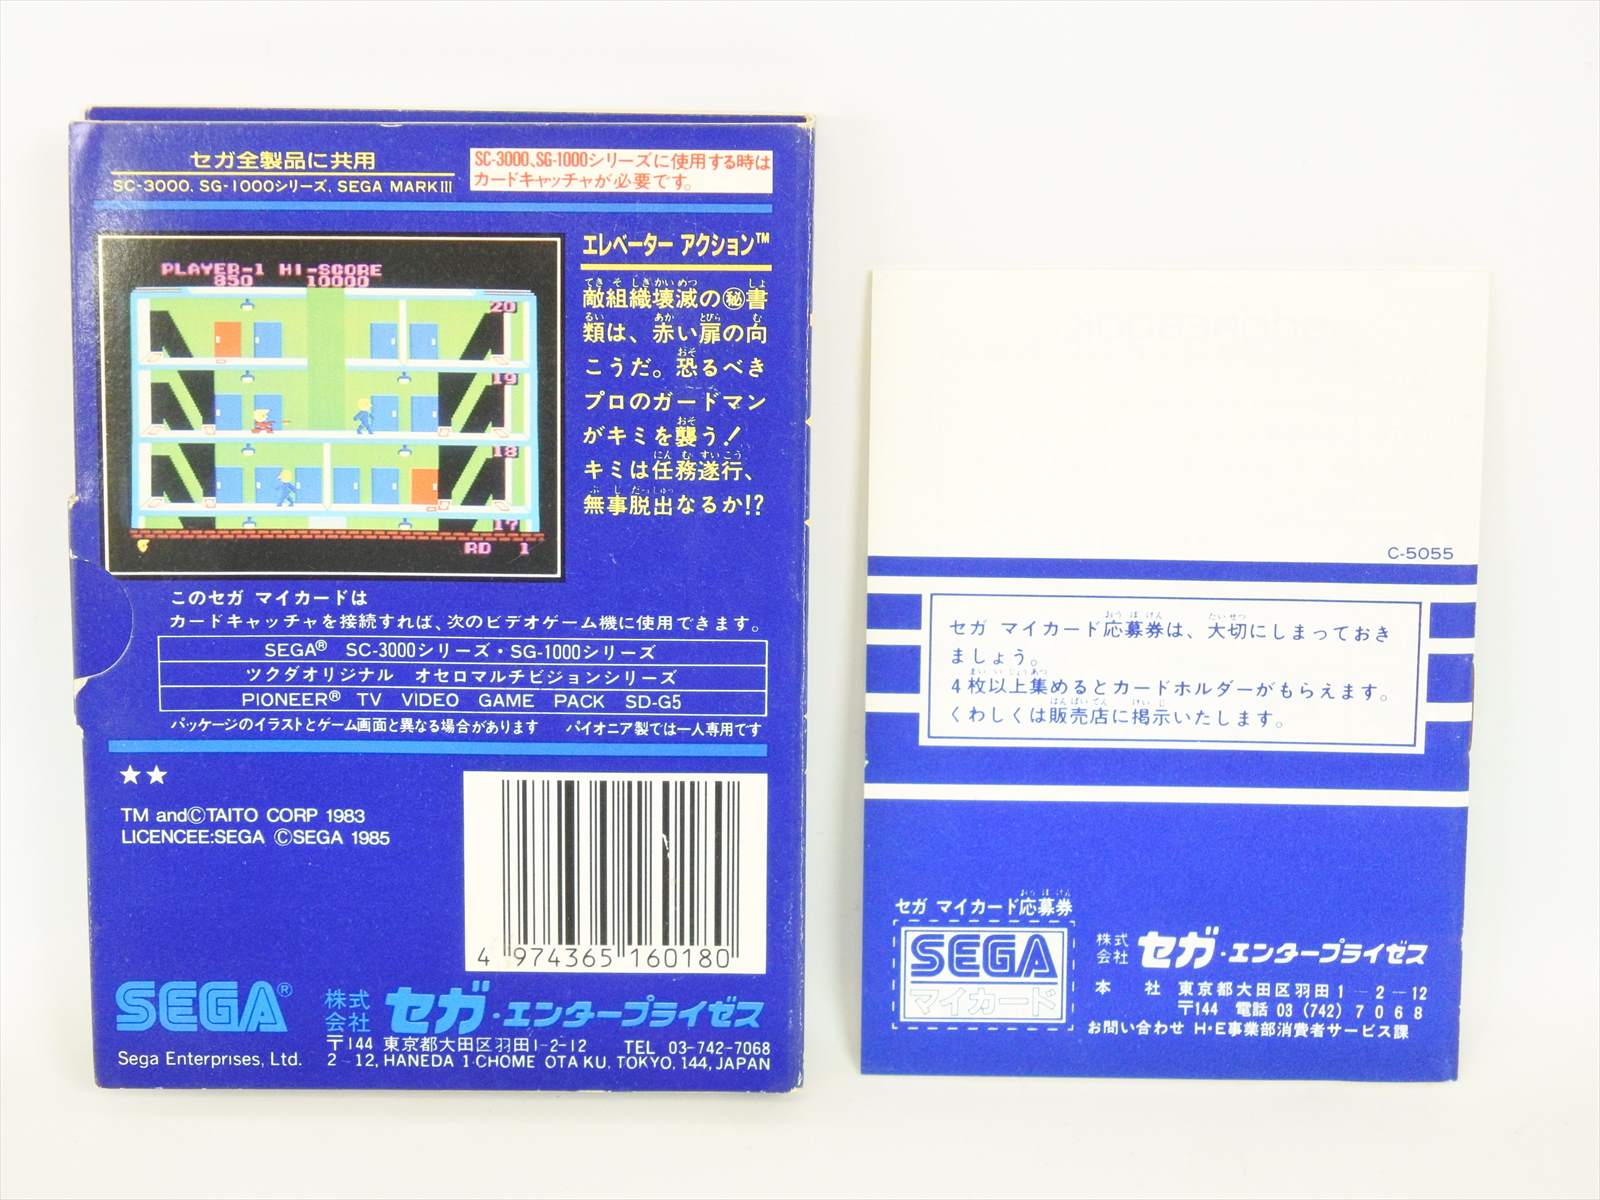 セガ全製品に共用
SC-3000、SG-1000シリーズ、SEGA MARKIII
SC-3000、SG-1000シリーズに使用する時は
カードキャッチャが必要です。
PLAYER-1 HI-SCORE
850 10000
20
19
18
17
RD 1
エレベーター アクション™
敵組織壊滅の㊙書
類は、赤い扉の向
こうだ。恐るべき
プロのガードマン
がキミを襲う!
キミは任務遂行、
無事脱出なるか!?
このセガ マイカードは
カードキャッチャを接続すれば、次のビデオゲーム機に使用できます。
SEGA® SC-3000シリーズ・SG-1000シリーズ
ツクダオリジナル オセロマルチビジョンシリーズ
PIONEER® TV VIDEO GAME PACK SD-G5
パッケージのイラストとゲーム画面と異なる場合があります パイオニア製では一人専用です
★★
TM and©TAITO CORP 1983
LICENCEE:SEGA ©SEGA 1985
4 974365 160180
SEGA®
Sega Enterprises, Ltd.
株式会社 セガ・エンタープライゼス
〒144 東京都大田区羽田1-2-12 TEL 03-742-7068
2-12, HANEDA 1-CHOME OTA KU, TOKYO, 144, JAPAN
C-5055
セガ マイカード応募券は、大切にしまっておき
ましょう。
4枚以上集めるとカードホルダーがもらえます。
くわしくは販売店に掲示いたします。
セガ マイカード応募券
SEGA
マイカード
株式会社 セガ・エンタープライゼス
本 社 東京都大田区羽田1-2-12
〒144 電話 03 (742) 7068
お問い合わせ H・E事業部消費者サービス課